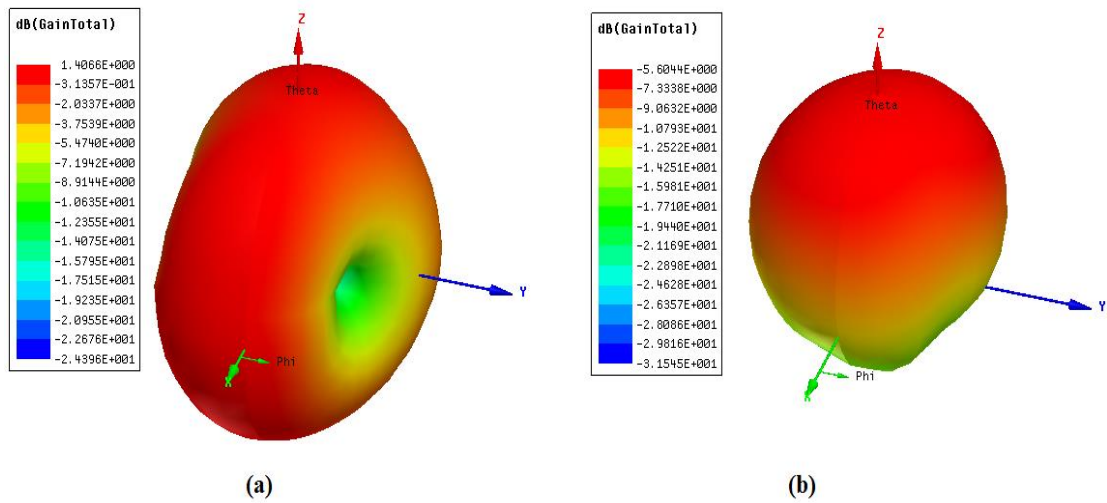 dB(GainTotal)
1.4066E+000
-3.1357E-001
-2.0337E+000
-3.7539E+000
-5.4740E+000
-7.1942E+000
-8.9144E+000
-1.0635E+001
-1.2355E+001
-1.4075E+001
-1.5795E+001
-1.7515E+001
-1.9235E+001
-2.0955E+001
-2.2676E+001
-2.4396E+001
Z
Theta
Y
Phi
X
(a)
dB(GainTotal)
-5.6044E+000
-7.3338E+000
-9.0632E+000
-1.0793E+001
-1.2522E+001
-1.4251E+001
-1.5981E+001
-1.7710E+001
-1.9440E+001
-2.1169E+001
-2.2898E+001
-2.4628E+001
-2.6357E+001
-2.8086E+001
-2.9816E+001
-3.1545E+001
Z
Theta
Y
Phi
X
(b)